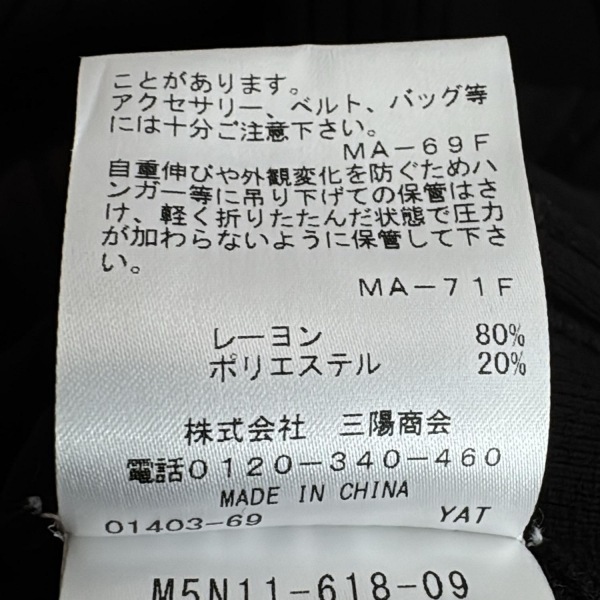 ことがあります。
アクセサリー、ベルト、バッグ等
には十分ご注意下さい。
MA-69F
自重伸びや外観変化を防ぐためハ
ンガー等に吊り下げての保管はさ
け、軽く折りたたんだ状態で圧力
が加わらないように保管して下さ
い。
MA-71F
レーヨン 80%
ポリエステル 20%
株式会社 三陽商会
電話0120-340-460
MADE IN CHINA
01403-69 YAT
M5N11-618-09